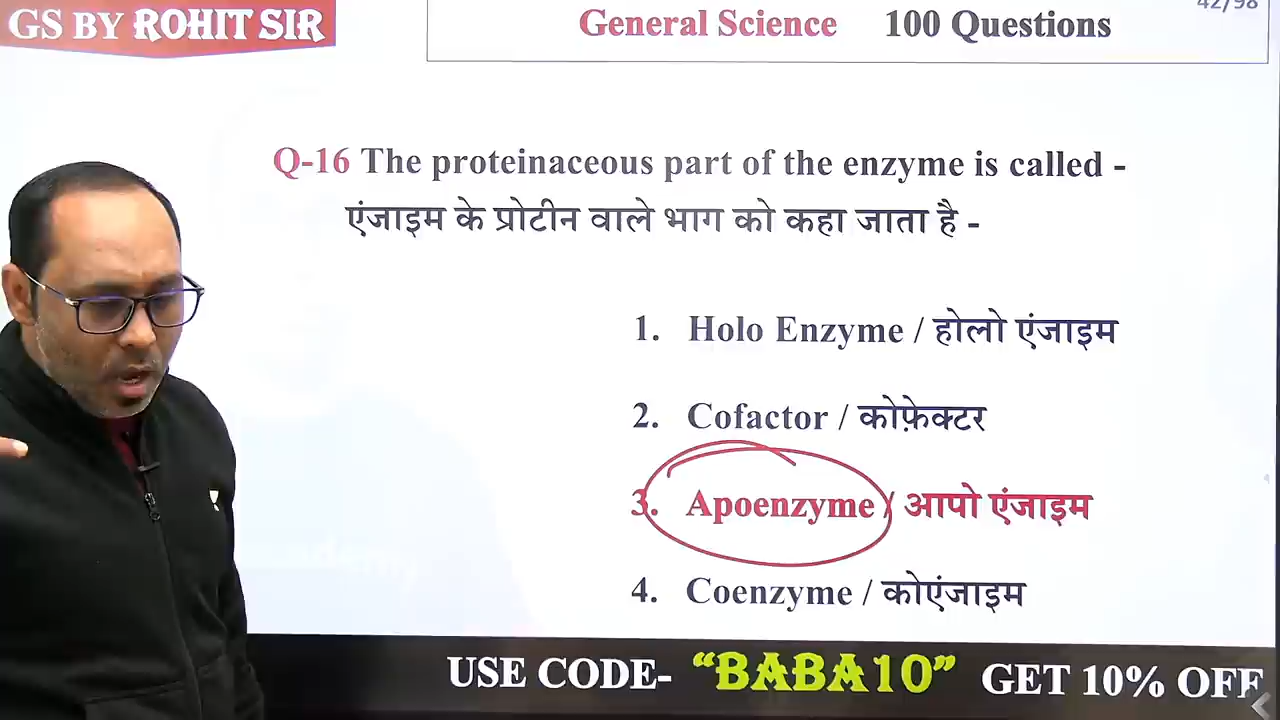 GS BY ROHIT SIR
General Science 100 Questions
42/98
Q-16 The proteinaceous part of the enzyme is called -
एंजाइम के प्रोटीन वाले भाग को कहा जाता है -
1. Holo Enzyme / होलो एंजाइम
2. Cofactor / कोफ़ेक्टर
3. Apoenzyme / आपो एंजाइम
4. Coenzyme / कोएंजाइम
USE CODE- “BABA10” GET 10% OFF